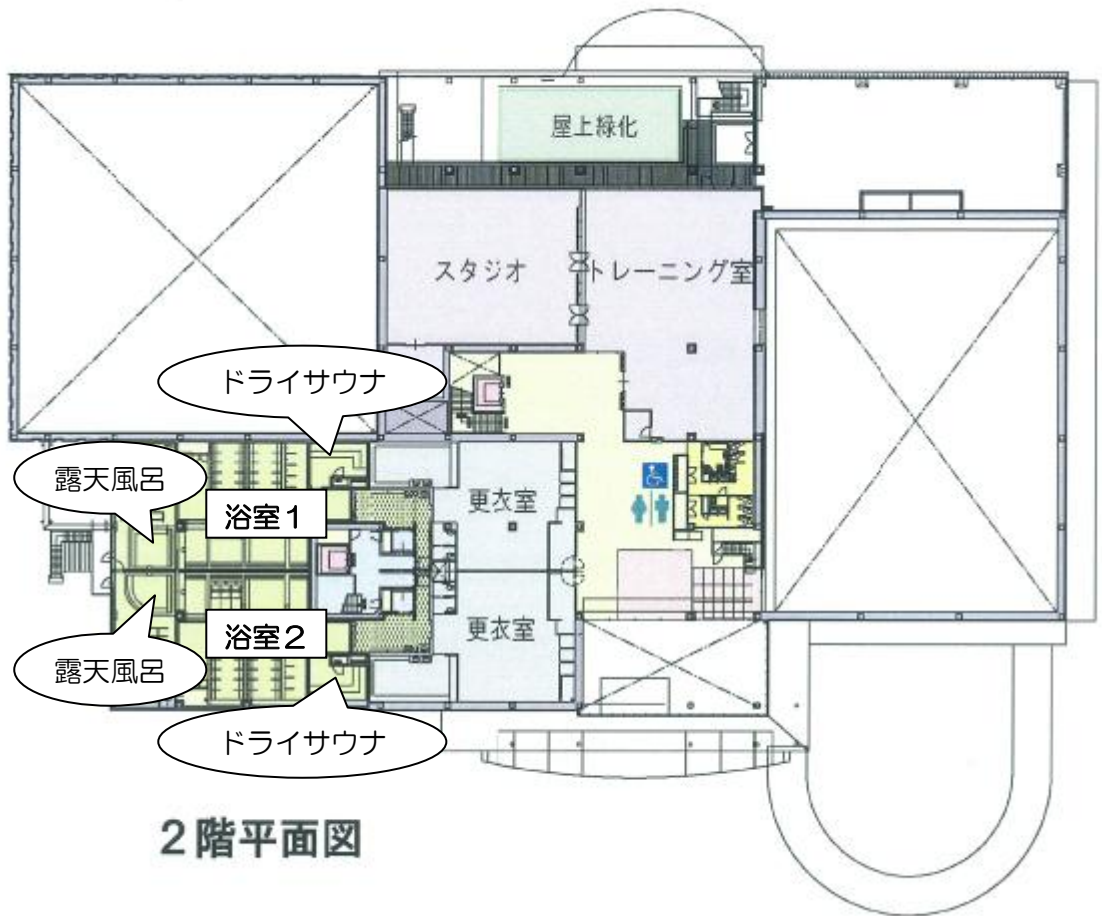 屋上緑化
スタジオ
トレーニング室
ドライサウナ
露天風呂
浴室1
更衣室
浴室2
更衣室
露天風呂
ドライサウナ
2階平面図